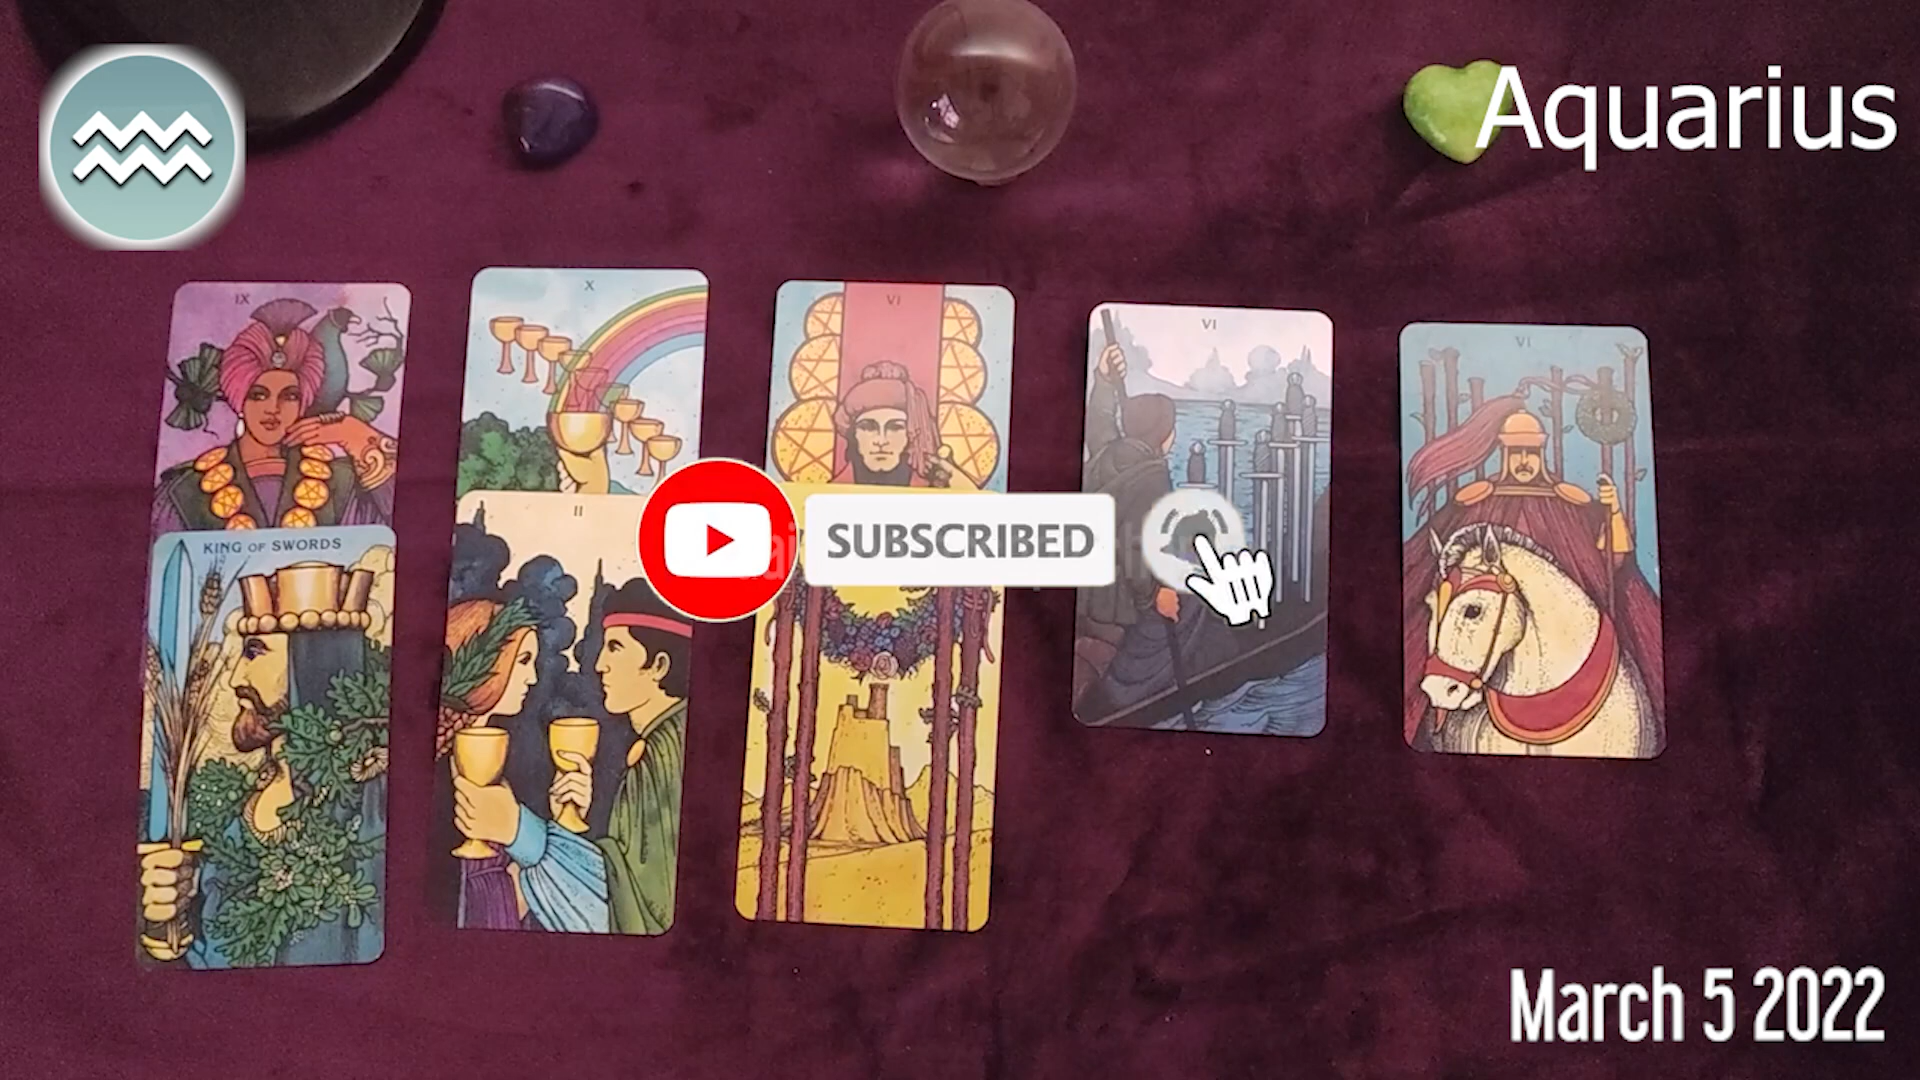 Aquarius
IX
X
VI
VI
VI
II
KING OF SWORDS
SUBSCRIBED
March 5 2022